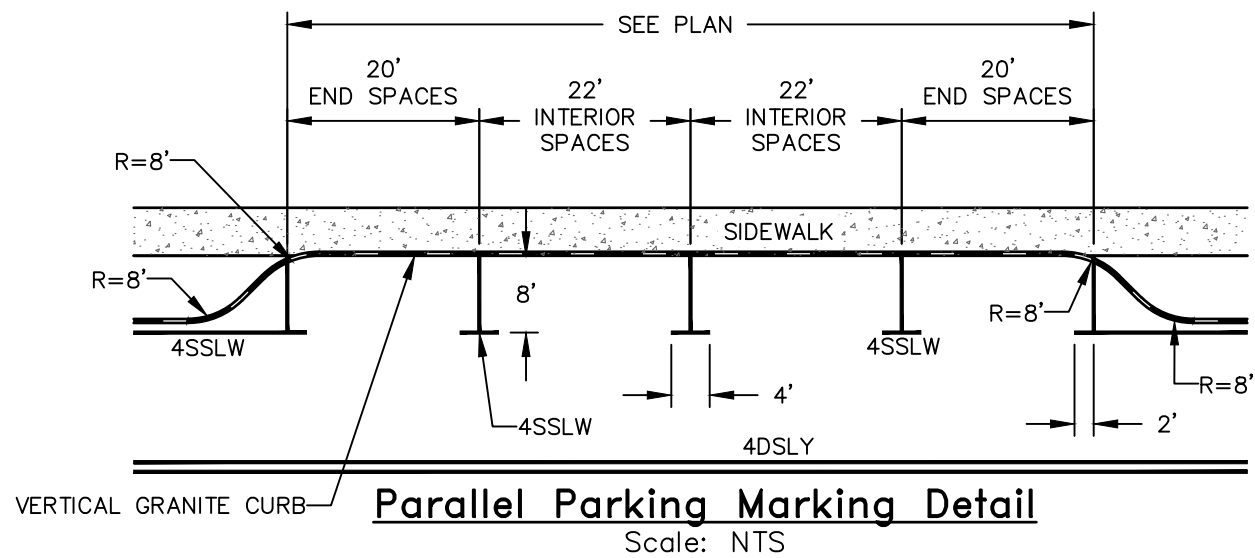 SEE PLAN
20'
END SPACES
22'
INTERIOR
SPACES
22'
INTERIOR
SPACES
20'
END SPACES
R=8'
SIDEWALK
R=8'
8'
R=8'
4SSLW
4SSLW
R=8'
4'
4SSLW
2'
4DSLY
VERTICAL GRANITE CURB
Parallel Parking Marking Detail
Scale: NTS